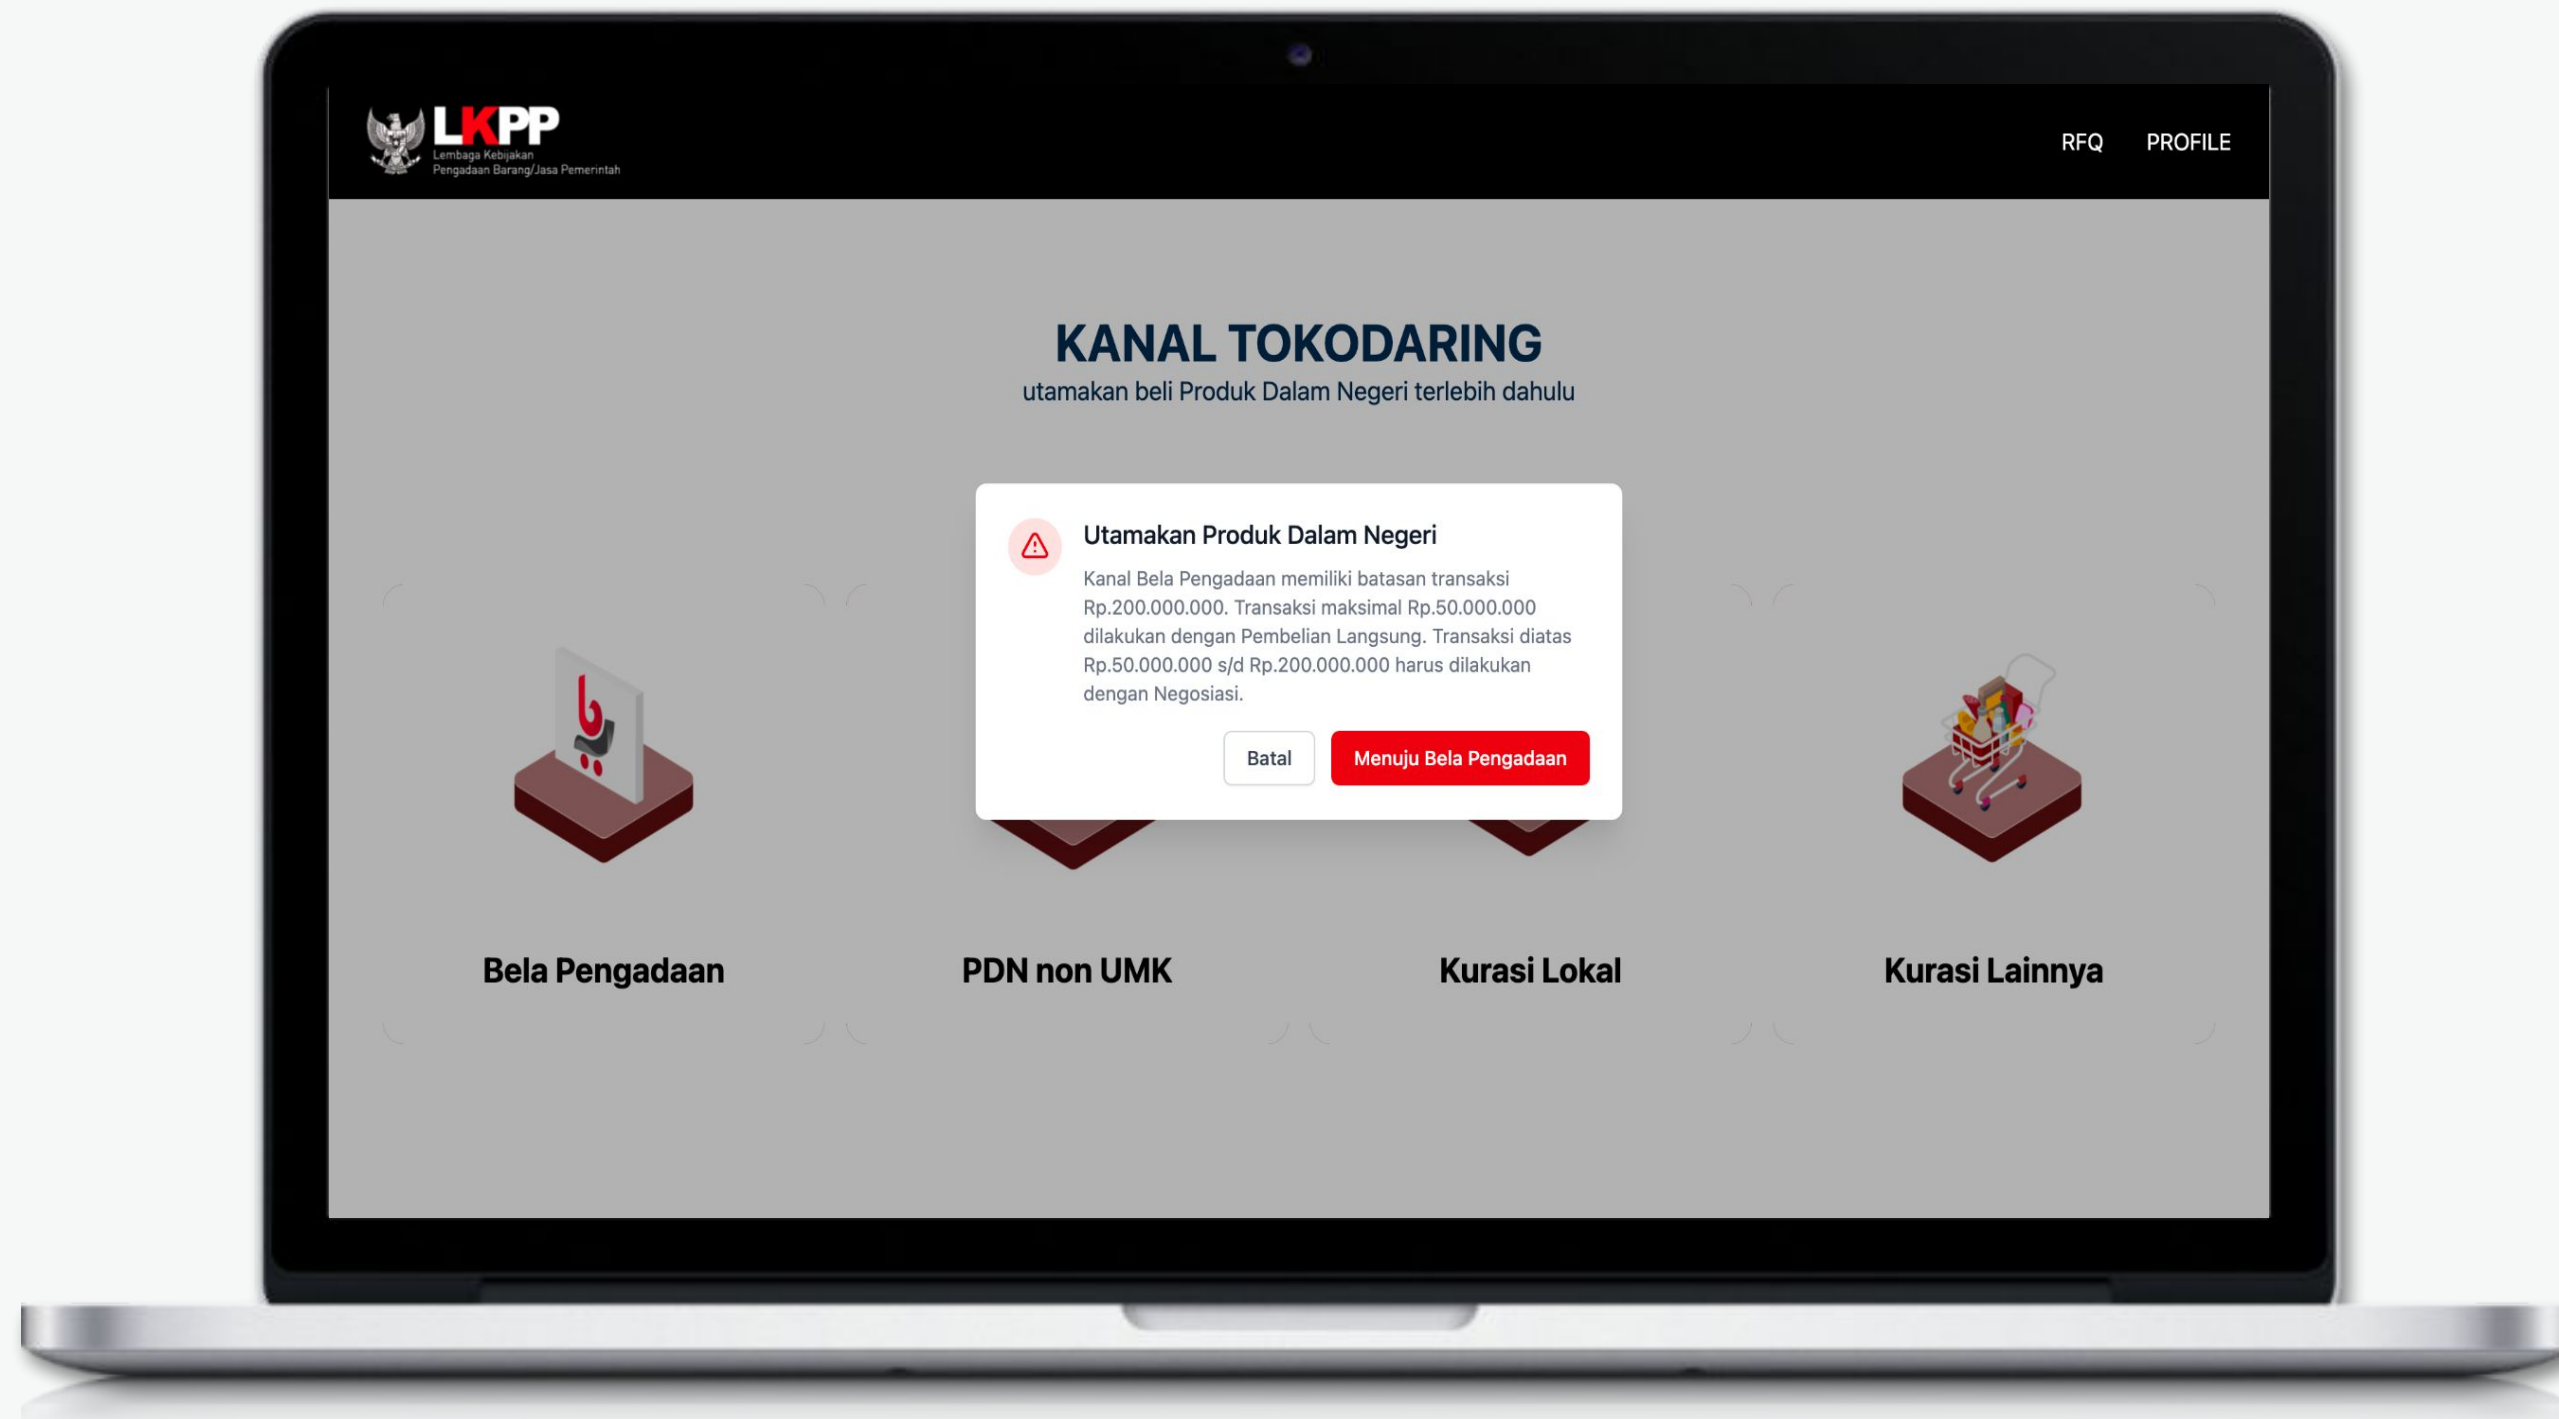 LKPP
Lembaga Kebijakan
Pengadaan Barang/Jasa Pemerintah
RFQ PROFILE
KANAL TOKODARING
utamakan beli Produk Dalam Negeri terlebih dahulu
Utamakan Produk Dalam Negeri
Kanal Bela Pengadaan memiliki batasan transaksi
Rp.200.000.000. Transaksi maksimal Rp.50.000.000
dilakukan dengan Pembelian Langsung. Transaksi diatas
Rp.50.000.000 s/d Rp.200.000.000 harus dilakukan
dengan Negosiasi.
Batal Menuju Bela Pengadaan
Bela Pengadaan PDN non UMK Kurasi Lokal Kurasi Lainnya